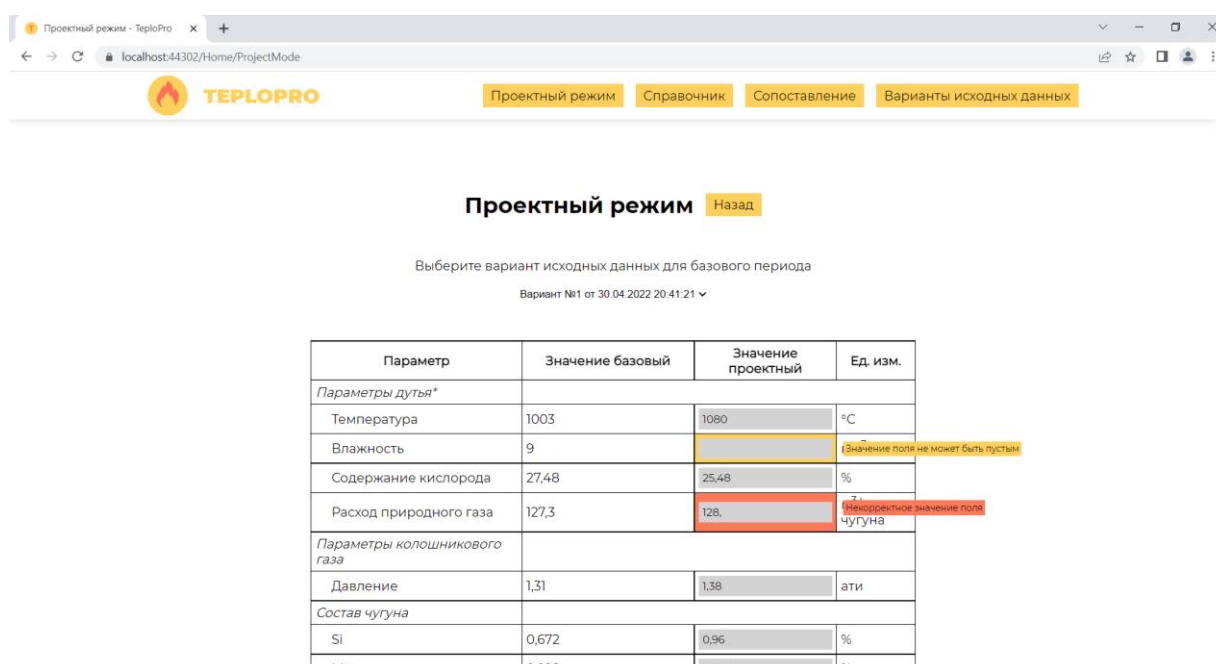 Проектный режим - TeploPro
localhost:44302/Home/ProjectMode
TEPLOPRO
Проектный режим Справочник Сопоставление Варианты исходных данных
Проектный режим Назад
Выберите вариант исходных данных для базового периода
Вариант №1 от 30.04.2022 20:41:21
Параметр Значение базовый Значение проектный Ед. изм.
Параметры дутья*
Температура 1003 1080 °C
Влажность 9 Значение поля не может быть пустым
Содержание кислорода 27,48 25,48 %
Расход природного газа 127,3 128, Некорректное значение поля
чугуна
Параметры колошникового
газа
Давление 1,31 1,38 ати
Состав чугуна
Si 0,672 0,96 %